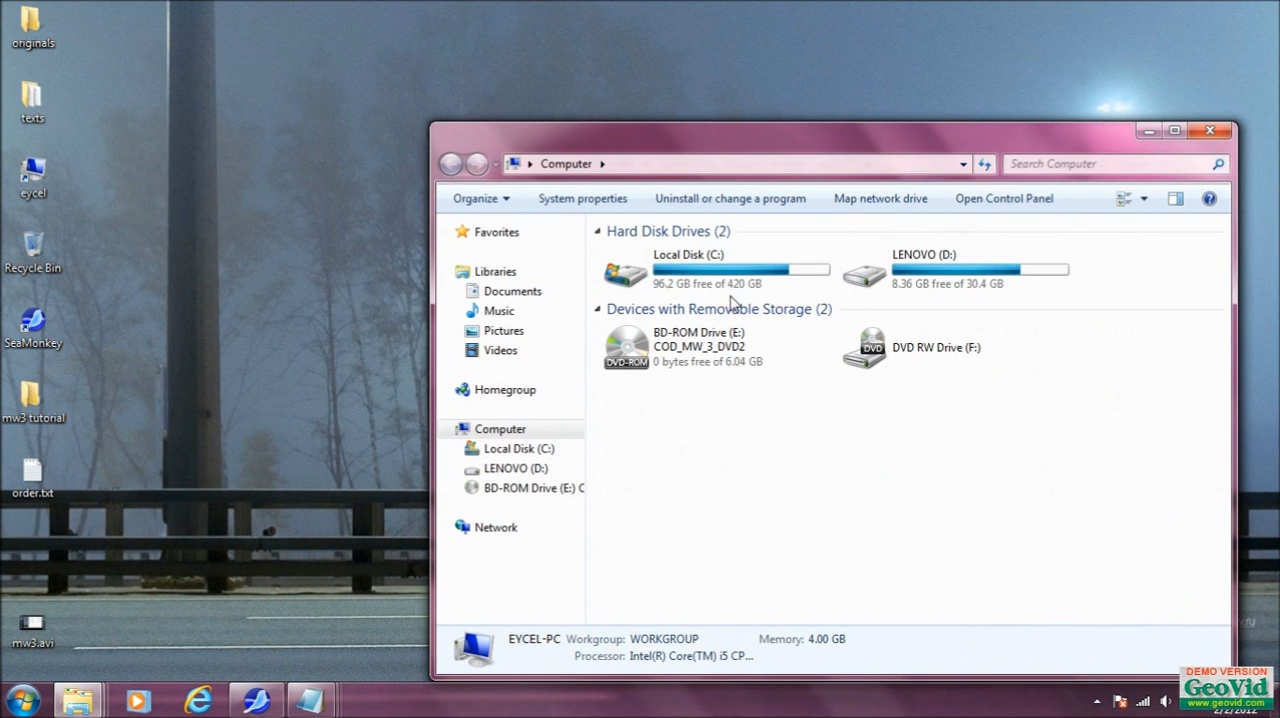 originals
texts
eycel
Recycle Bin
SeaMonkey
mw3 tutorial
order.txt
mw3.avi
Computer
Search Computer
Organize
System properties
Uninstall or change a program
Map network drive
Open Control Panel
Favorites
Libraries
Documents
Music
Pictures
Videos
Homegroup
Computer
Local Disk (C:)
LENOVO (D:)
BD-ROM Drive (E:) C
Network
Hard Disk Drives (2)
Local Disk (C:)
96.2 GB free of 420 GB
LENOVO (D:)
8.36 GB free of 30.4 GB
Devices with Removable Storage (2)
DVD-ROM
BD-ROM Drive (E:)
COD_MW_3_DVD2
0 bytes free of 6.04 GB
DVD
DVD RW Drive (F:)
EYCEL-PC Workgroup: WORKGROUP Memory: 4.00 GB
Processor: Intel(R) Core(TM) i5 CP...
DEMO VERSION
GeoVid
www.geovid.com
2/2/2012